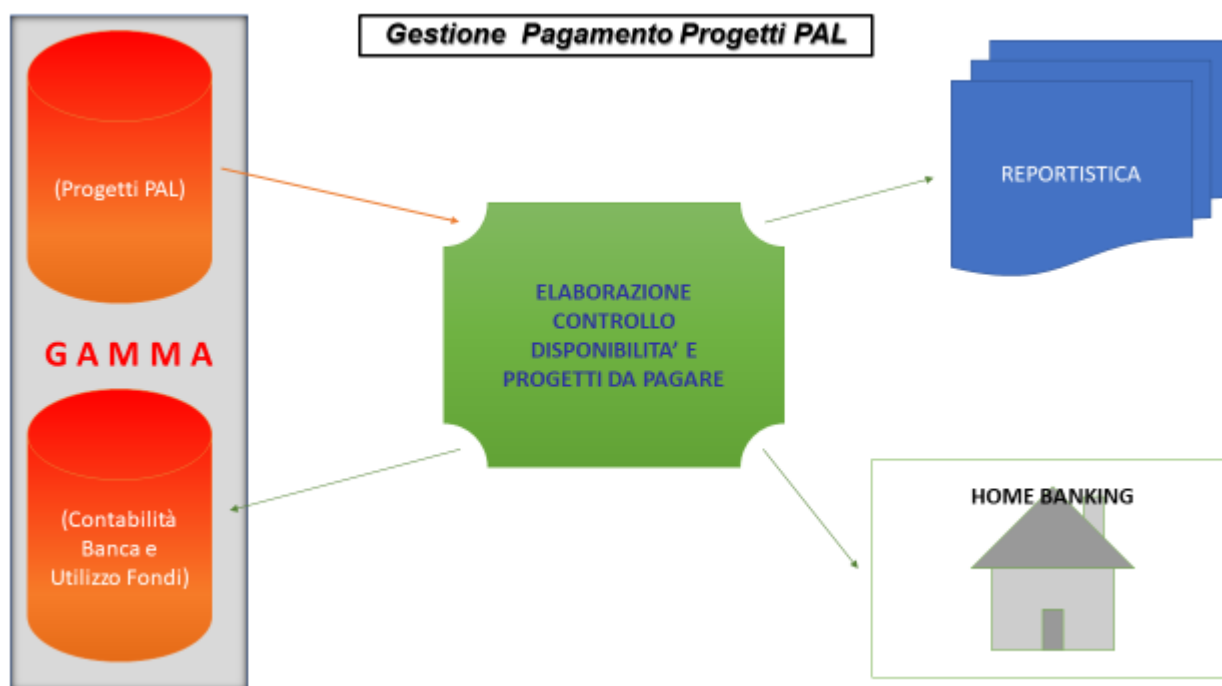 Gestione Pagamento Progetti PAL
(Progetti PAL)
G A M M A
(Contabilità
Banca e
Utilizzo Fondi)
ELABORAZIONE
CONTROLLO
DISPONIBILITA’ E
PROGETTI DA PAGARE
REPORTISTICA
HOME BANKING